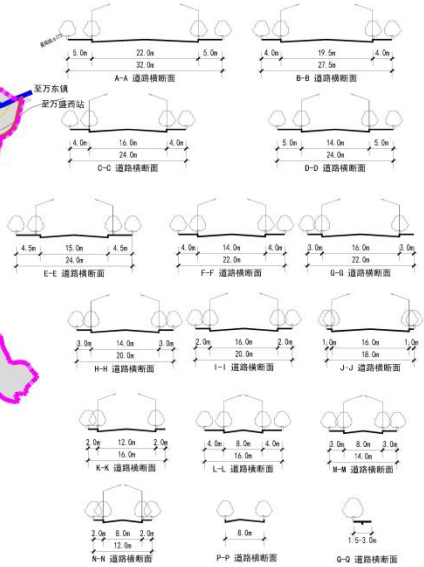 5.0m 22.0m 5.0m
32.0m
A-A 道路横断面
4.0m 19.5m 4.0m
27.5m
B-B 道路横断面
至万东镇
至万盛西站
4.0m 16.0m 4.0m
24.0m
C-C 道路横断面
5.0m 14.0m 5.0m
24.0m
D-D 道路横断面
4.5m 15.0m 4.5m
24.0m
E-E 道路横断面
4.0m 14.0m 4.0m
22.0m
F-F 道路横断面
3.0m 16.0m 3.0m
22.0m
G-G 道路横断面
3.0m 14.0m 3.0m
20.0m
H-H 道路横断面
2.0m 16.0m 2.0m
20.0m
I-I 道路横断面
1.0m 16.0m 1.0m
18.0m
J-J 道路横断面
2.0m 12.0m 2.0m
16.0m
K-K 道路横断面
4.0m 8.0m 4.0m
16.0m
L-L 道路横断面
3.0m 8.0m 3.0m
14.0m
M-M 道路横断面
2.0m 8.0m 2.0m
12.0m
N-N 道路横断面
8.0m
P-P 道路横断面
1.5-3.0m
Q-Q 道路横断面